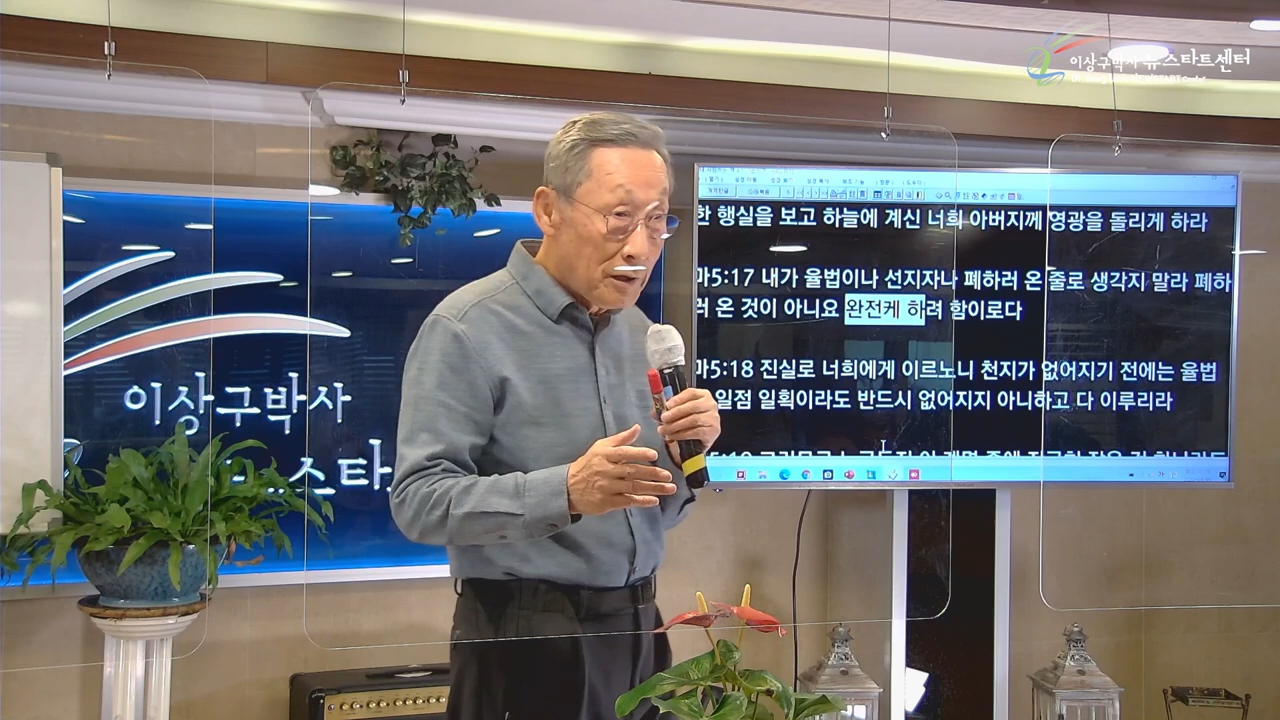 이상구박사 뉴스타트센터
한 행실을 보고 하늘에 계신 너희 아버지께 영광을 돌리게 하라
마5:17 내가 율법이나 선지자나 폐하러 온 줄로 생각지 말라 폐하
러 온 것이 아니요 완전케 하려 함이로다
마5:18 진실로 너희에게 이르노니 천지가 없어지기 전에는 율법
일점 일획이라도 반드시 없어지지 아니하고 다 이루리라
이상구박사
스타